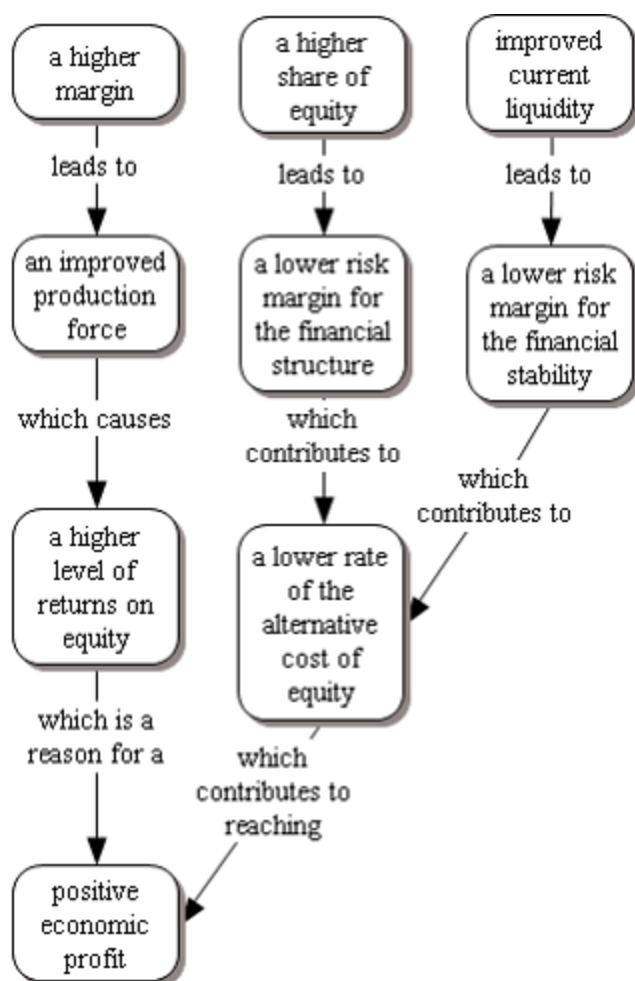 a higher
margin
a higher
share of
equity
improved
current
liquidity
leads to
leads to
leads to
an improved
production
force
a lower risk
margin for
the financial
structure
a lower risk
margin for
the financial
stability
which causes
which
contributes to
which
contributes to
a higher
level of
returns on
equity
a lower rate
of the
alternative
cost of
equity
which is a
reason for a
which
contributes to
reaching
positive
economic
profit